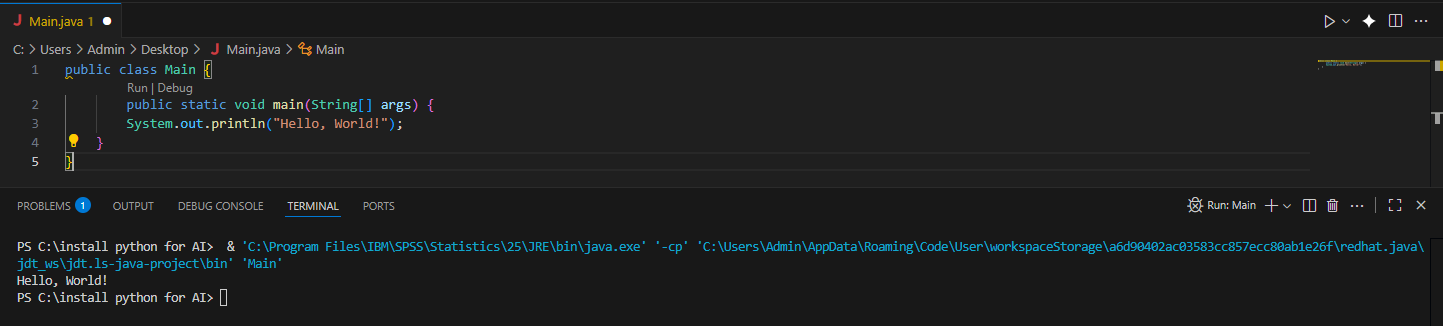 Main.java 1
C: > Users > Admin > Desktop > Main.java > Main
1 public class Main {
Run | Debug
2 public static void main(String[] args) {
3 System.out.println("Hello, World!");
4 }
5 }
PROBLEMS 1 OUTPUT DEBUG CONSOLE TERMINAL PORTS Run: Main
PS C:\install python for AI> & 'C:\Program Files\IBM\SPSS\Statistics\25\JRE\bin\java.exe' '-cp' 'C:\Users\Admin\AppData\Roaming\Code\User\workspaceStorage\a6d90402ac03583cc857ecc80ab1e26f\redhat.java\
jdt_ws\jdt.ls-java-project\bin' 'Main'
Hello, World!
PS C:\install python for AI>